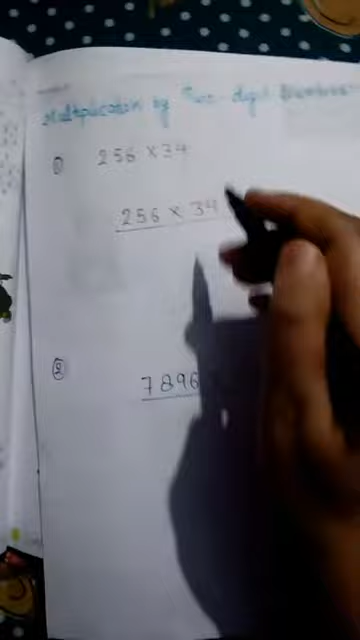 Multiplication by Two-digit Numbers
① 256 × 34
256 × 34
② 7896